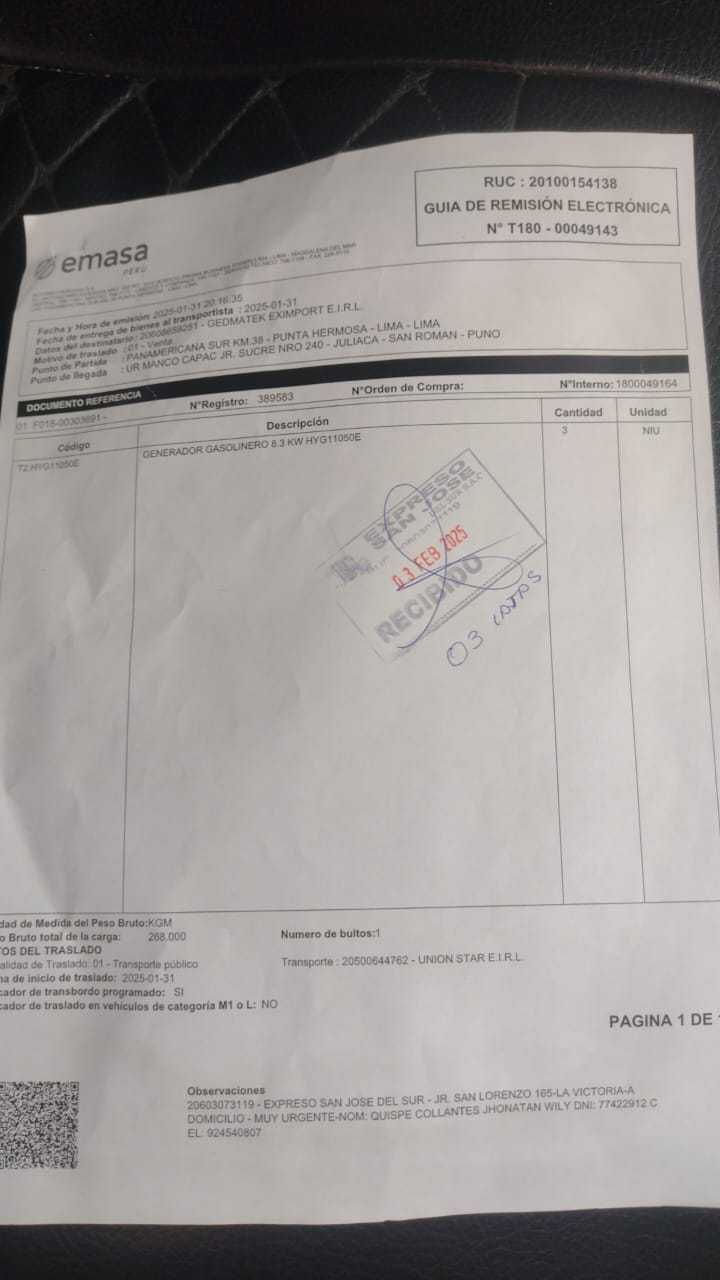 RUC : 20100154138
GUIA DE REMISIÓN ELECTRÓNICA
N° T180 - 00049143
emasa
PERÚ
Fecha y Hora de emisión: 2025-01-31 20:16:35
Fecha de entrega de bienes al transportista : 2025-01-31
Datos del destinatario: 20608659251 - GEDMATEK EXIMPORT E.I.R.L.
Motivo de traslado : 01 - Venta
Punto de Partida : PANAMERICANA SUR KM.38 - PUNTA HERMOSA - LIMA - LIMA
Punto de llegada : UR MANCO CAPAC JR. SUCRE NRO 240 - JULIACA - SAN ROMAN - PUNO
DOCUMENTO REFERENCIA N°Registro: 389583 N°Orden de Compra: N°Interno: 1800049164
01 F018-00303691 -
Código Descripción Cantidad Unidad
T2.HYG11050E GENERADOR GASOLINERO 8.3 KW HYG11050E 3 NIU
EXPRESO
SAN JOSE
DEL SUR S.A.C
03 FEB 2025
RECIBIDO
03
dad de Medida del Peso Bruto:KGM
o Bruto total de la carga: 268.000 Numero de bultos:1
TOS DEL TRASLADO
alidad de Traslado: 01 - Transporte público Transporte : 20500644762 - UNION STAR E.I.R.L.
ha de inicio de traslado: 2025-01-31
cador de transbordo programado: SI
cador de traslado en vehículos de categoría M1 o L: NO
PAGINA 1 DE
Observaciones
20603073119 - EXPRESO SAN JOSE DEL SUR - JR. SAN LORENZO 165-LA VICTORIA-A
DOMICILIO - MUY URGENTE-NOM: QUISPE COLLANTES JHONATAN WILY DNI: 77422912 C
EL: 924540807